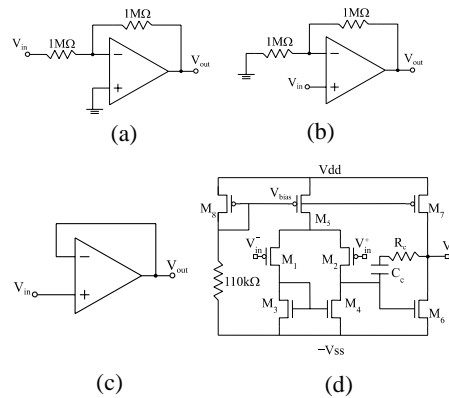 1MΩ
V_in 1MΩ
−
+
V_out
(a)
1MΩ
1MΩ
−
V_in +
V_out
(b)
−
V_in +
V_out
(c)
Vdd
M_8 V_bias M_5 M_7
V_in^- M_1 M_2 V_in^+ R_c V
110kΩ C_c
M_3 M_4 M_6
−Vss
(d)